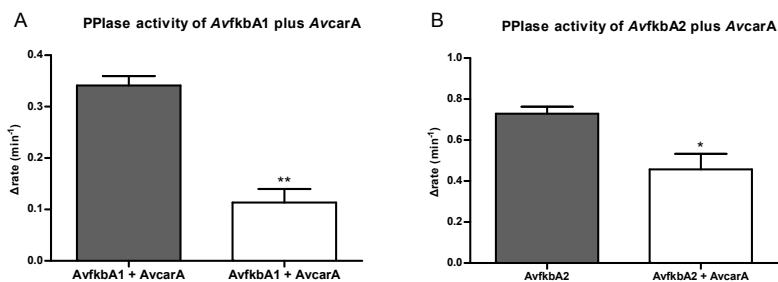 A
PPIase activity of AvfkbA1 plus AvcarA
0.4
0.3
0.2
0.1
0.0
Δrate (min-1)
**
AvfkbA1 + AvcarA
AvfkbA1 + AvcarA
B
PPIase activity of AvfkbA2 plus AvcarA
1.0
0.8
0.6
0.4
0.2
0.0
Δrate (min-1)
*
AvfkbA2
AvfkbA2 + AvcarA